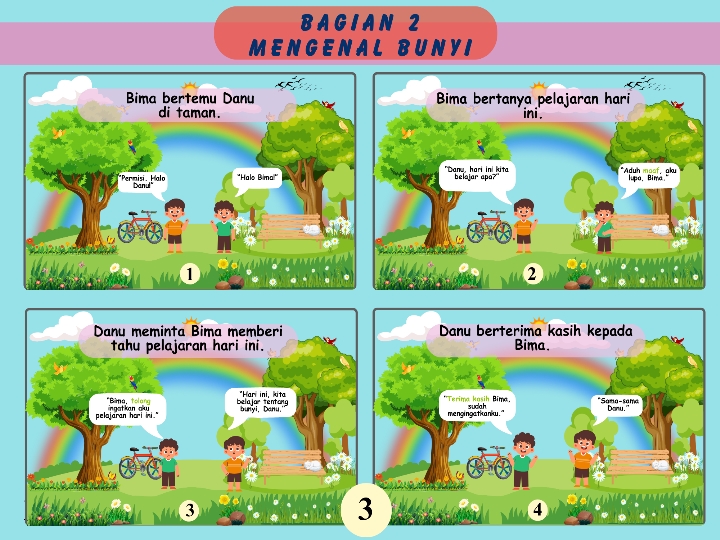 BAGIAN 2
MENGENAL BUNYI
Bima bertemu Danu
di taman.
"Permisi. Halo
Danu!"
"Halo Bima!"
1
Bima bertanya pelajaran hari
ini.
"Danu, hari ini kita
belajar apa?"
"Aduh maaf, aku
lupa, Bima."
2
Danu meminta Bima memberi
tahu pelajaran hari ini.
"Bima, tolong
ingatkan aku
pelajaran hari ini."
"Hari ini, kita
belajar tentang
bunyi, Danu."
3
Danu berterima kasih kepada
Bima.
"Terima kasih Bima,
sudah
mengingatkanku."
"Sama-sama
Danu."
4
3